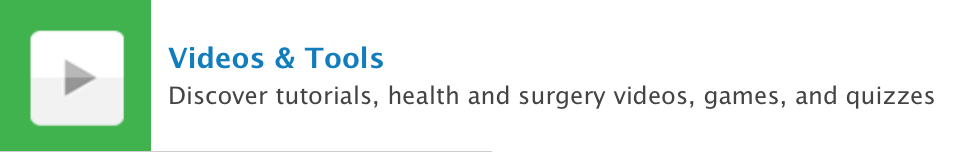 Videos & Tools
Discover tutorials, health and surgery videos, games, and quizzes